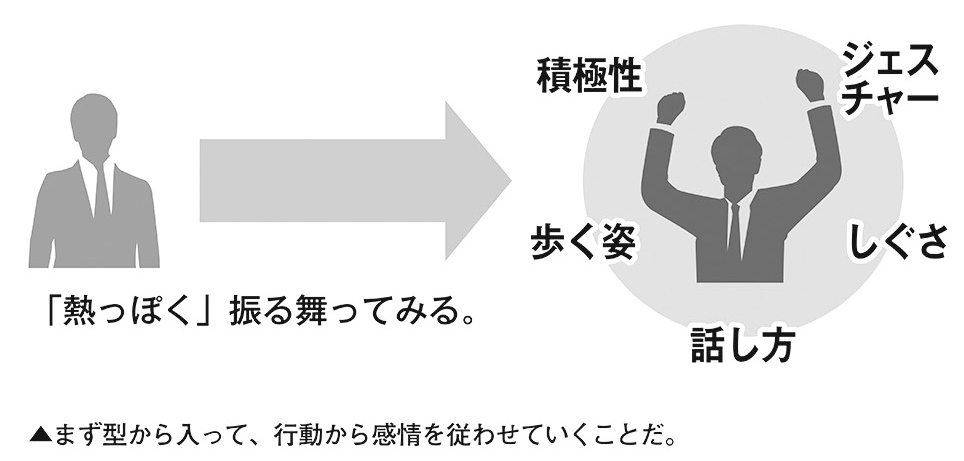 積極性
ジェス
チャー
歩く姿
しぐさ
話し方
「熱っぽく」振る舞ってみる。
▲まず型から入って、行動から感情を従わせていくことだ。